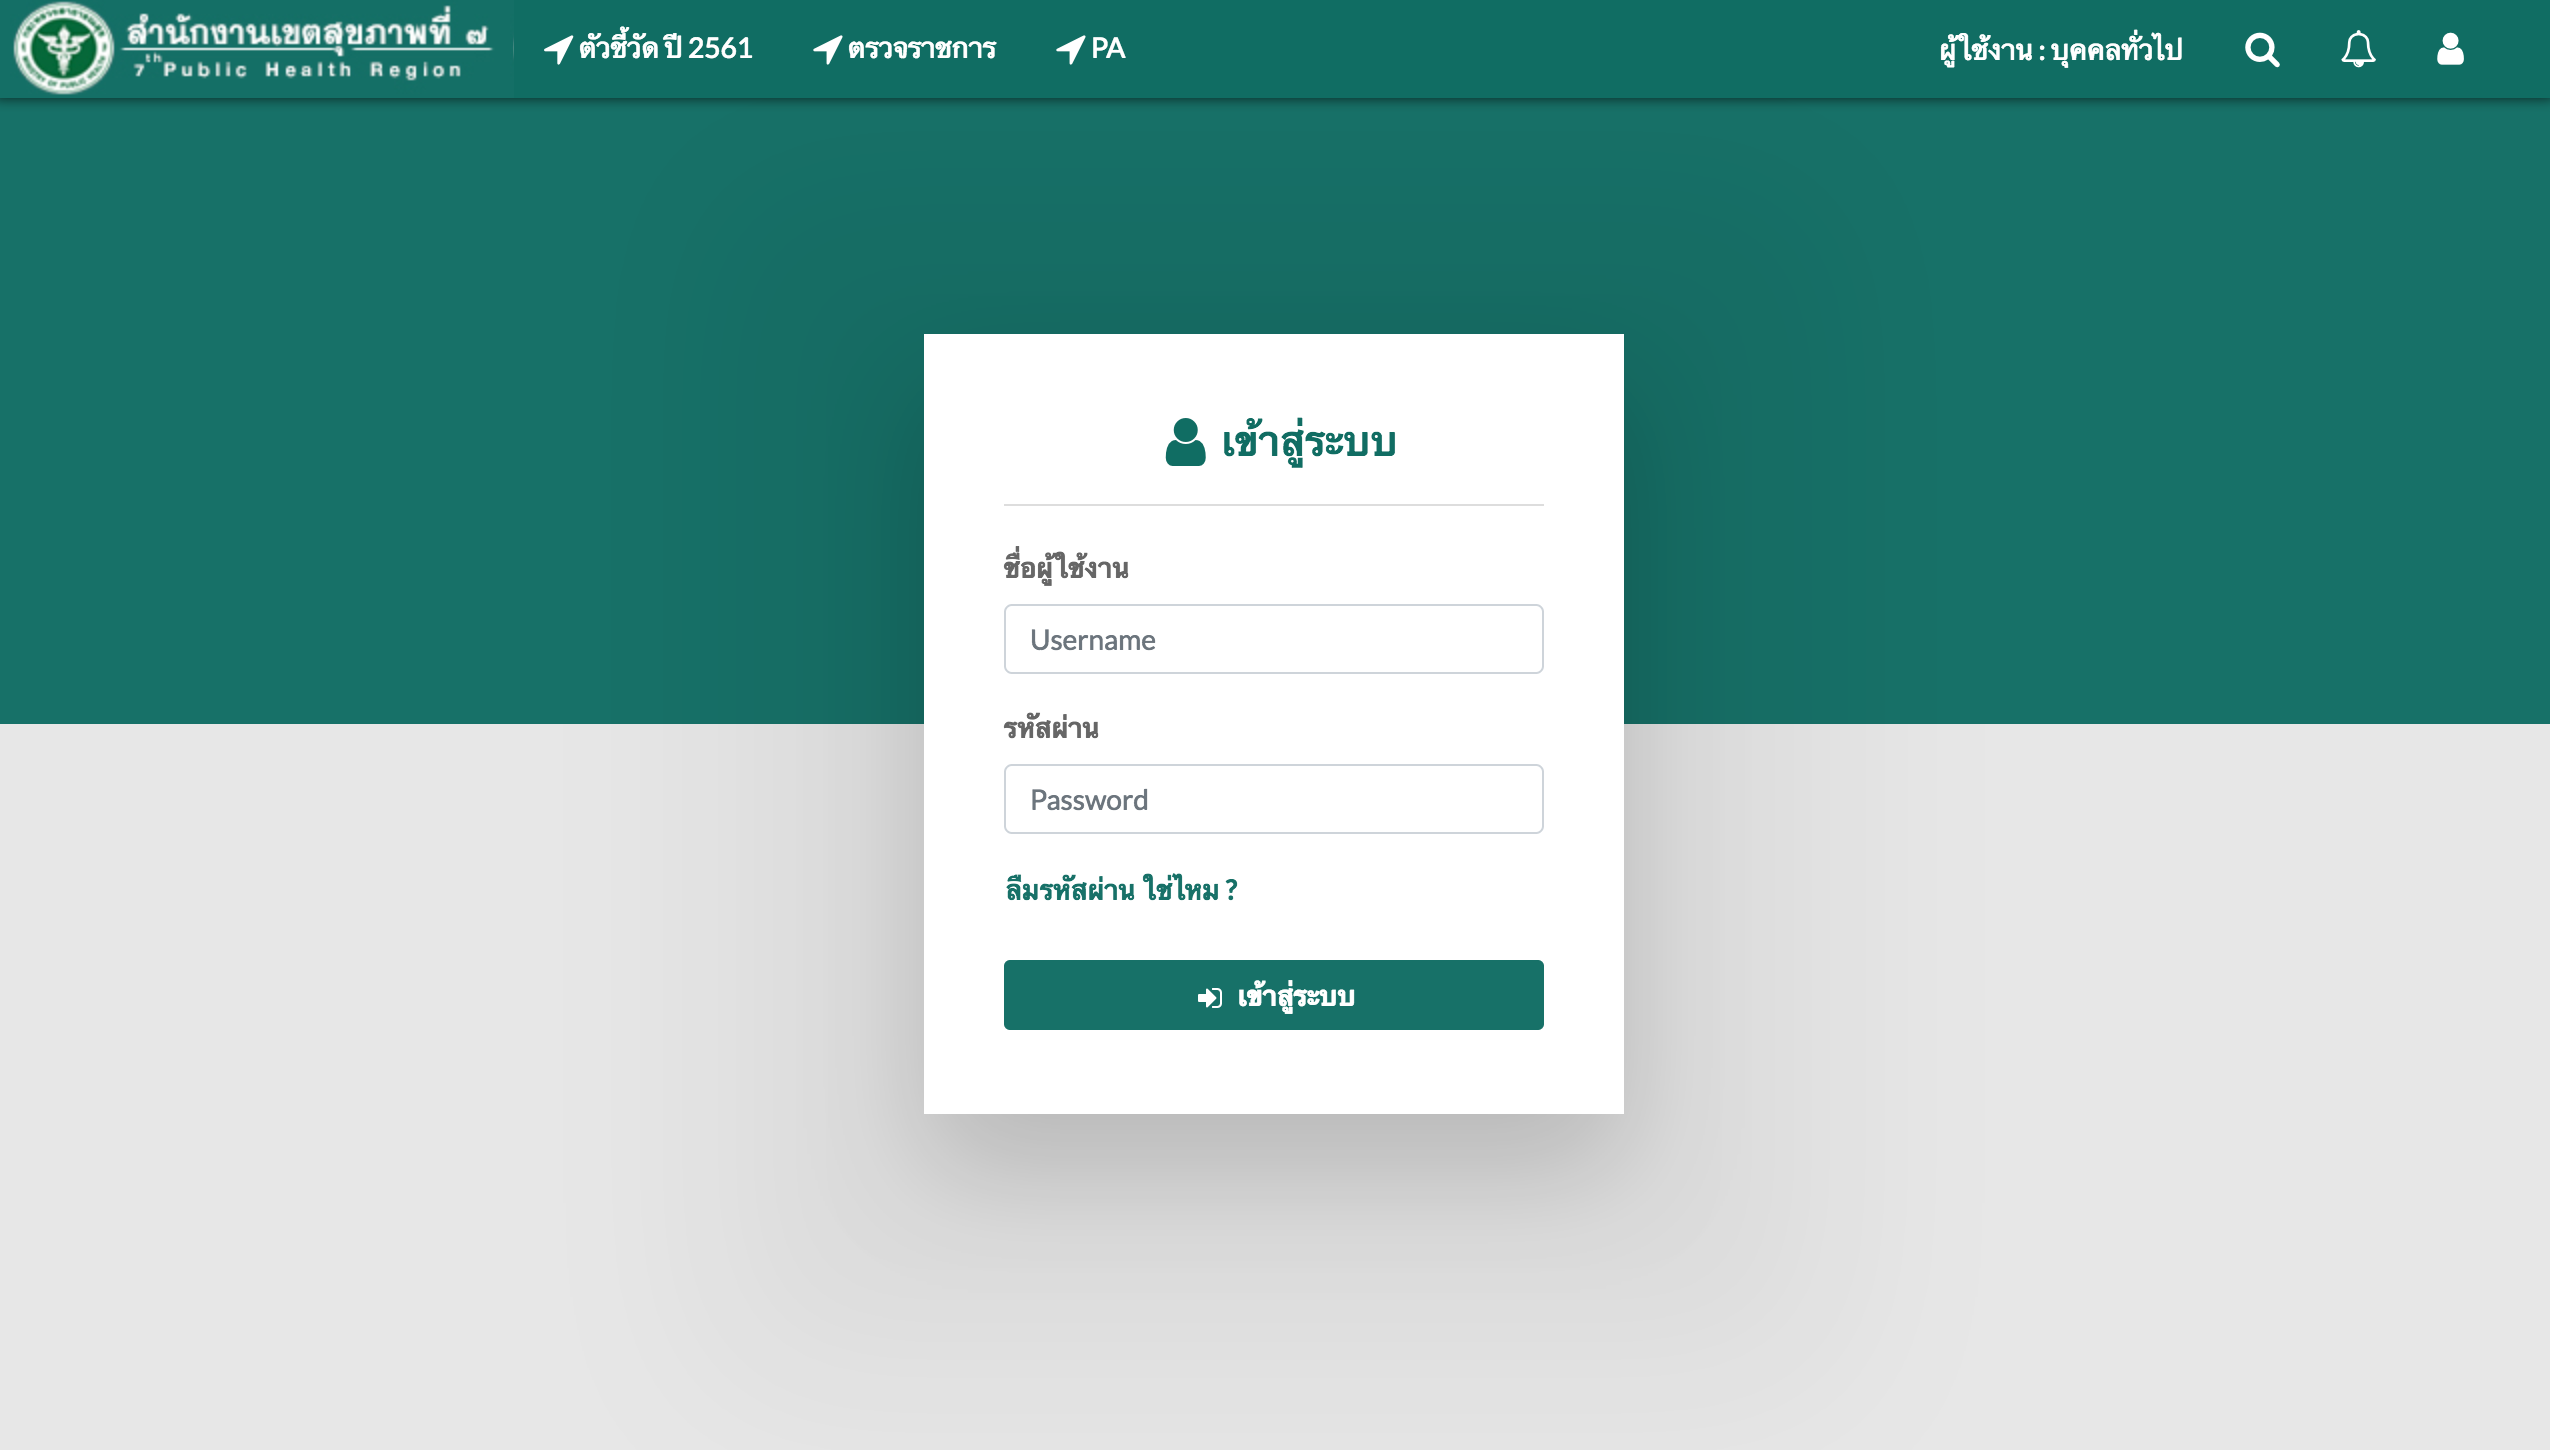 สำนักงานเขตสุขภาพที่ ๗
7th Public Health Region
ตัวชี้วัด ปี 2561
ตรวจราชการ
PA
ผู้ใช้งาน : บุคคลทั่วไป
เข้าสู่ระบบ
ชื่อผู้ใช้งาน
Username
รหัสผ่าน
Password
ลืมรหัสผ่าน ใช่ไหม ?
เข้าสู่ระบบ